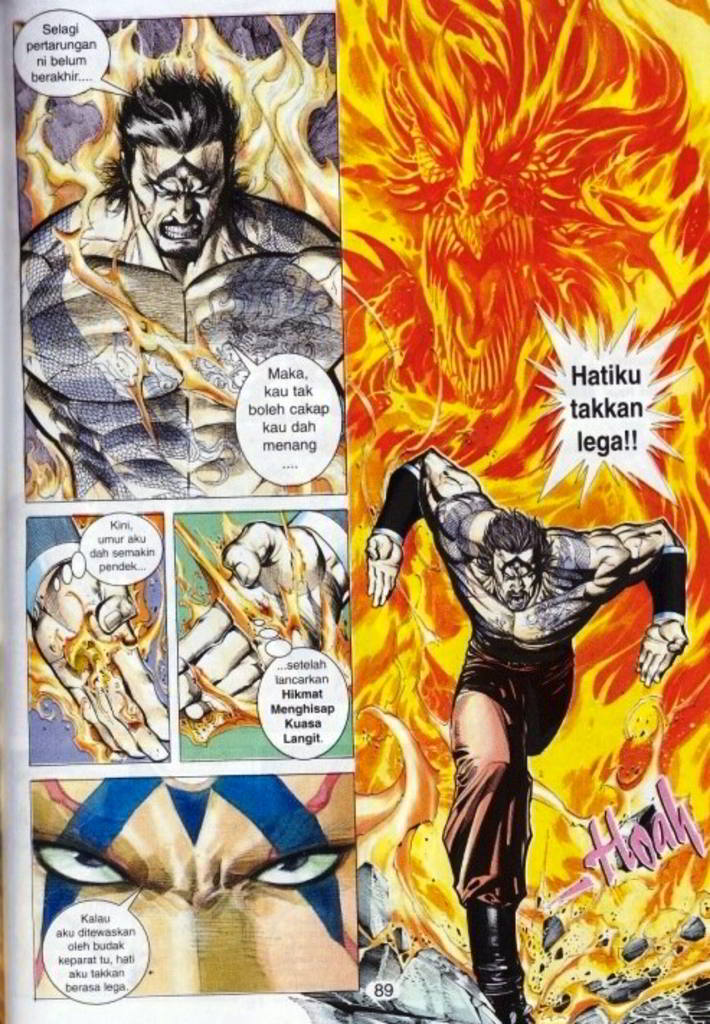 Selagi
pertarungan
ni belum
berakhir....
Maka,
kau tak
boleh cakap
kau dah
menang
....
Kini,
umur aku
dah semakin
pendek...
...setelah
lancarkan
Hikmat
Menghisap
Kuasa
Langit.
Kalau
aku ditewaskan
oleh budak
keparat tu, hati
aku takkan
berasa lega.
Hatiku
takkan
lega!!
Hoah
89